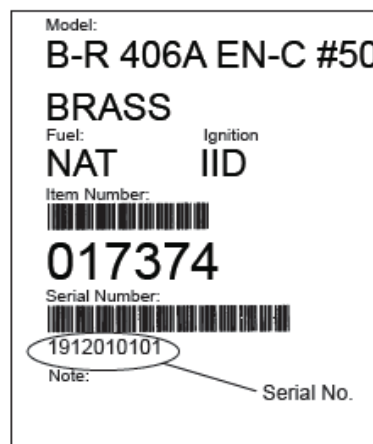 Model:
B-R 406A EN-C #50
BRASS
Fuel: Ignition
NAT IID
Item Number:
017374
Serial Number:
1912010101
Note:
Serial No.